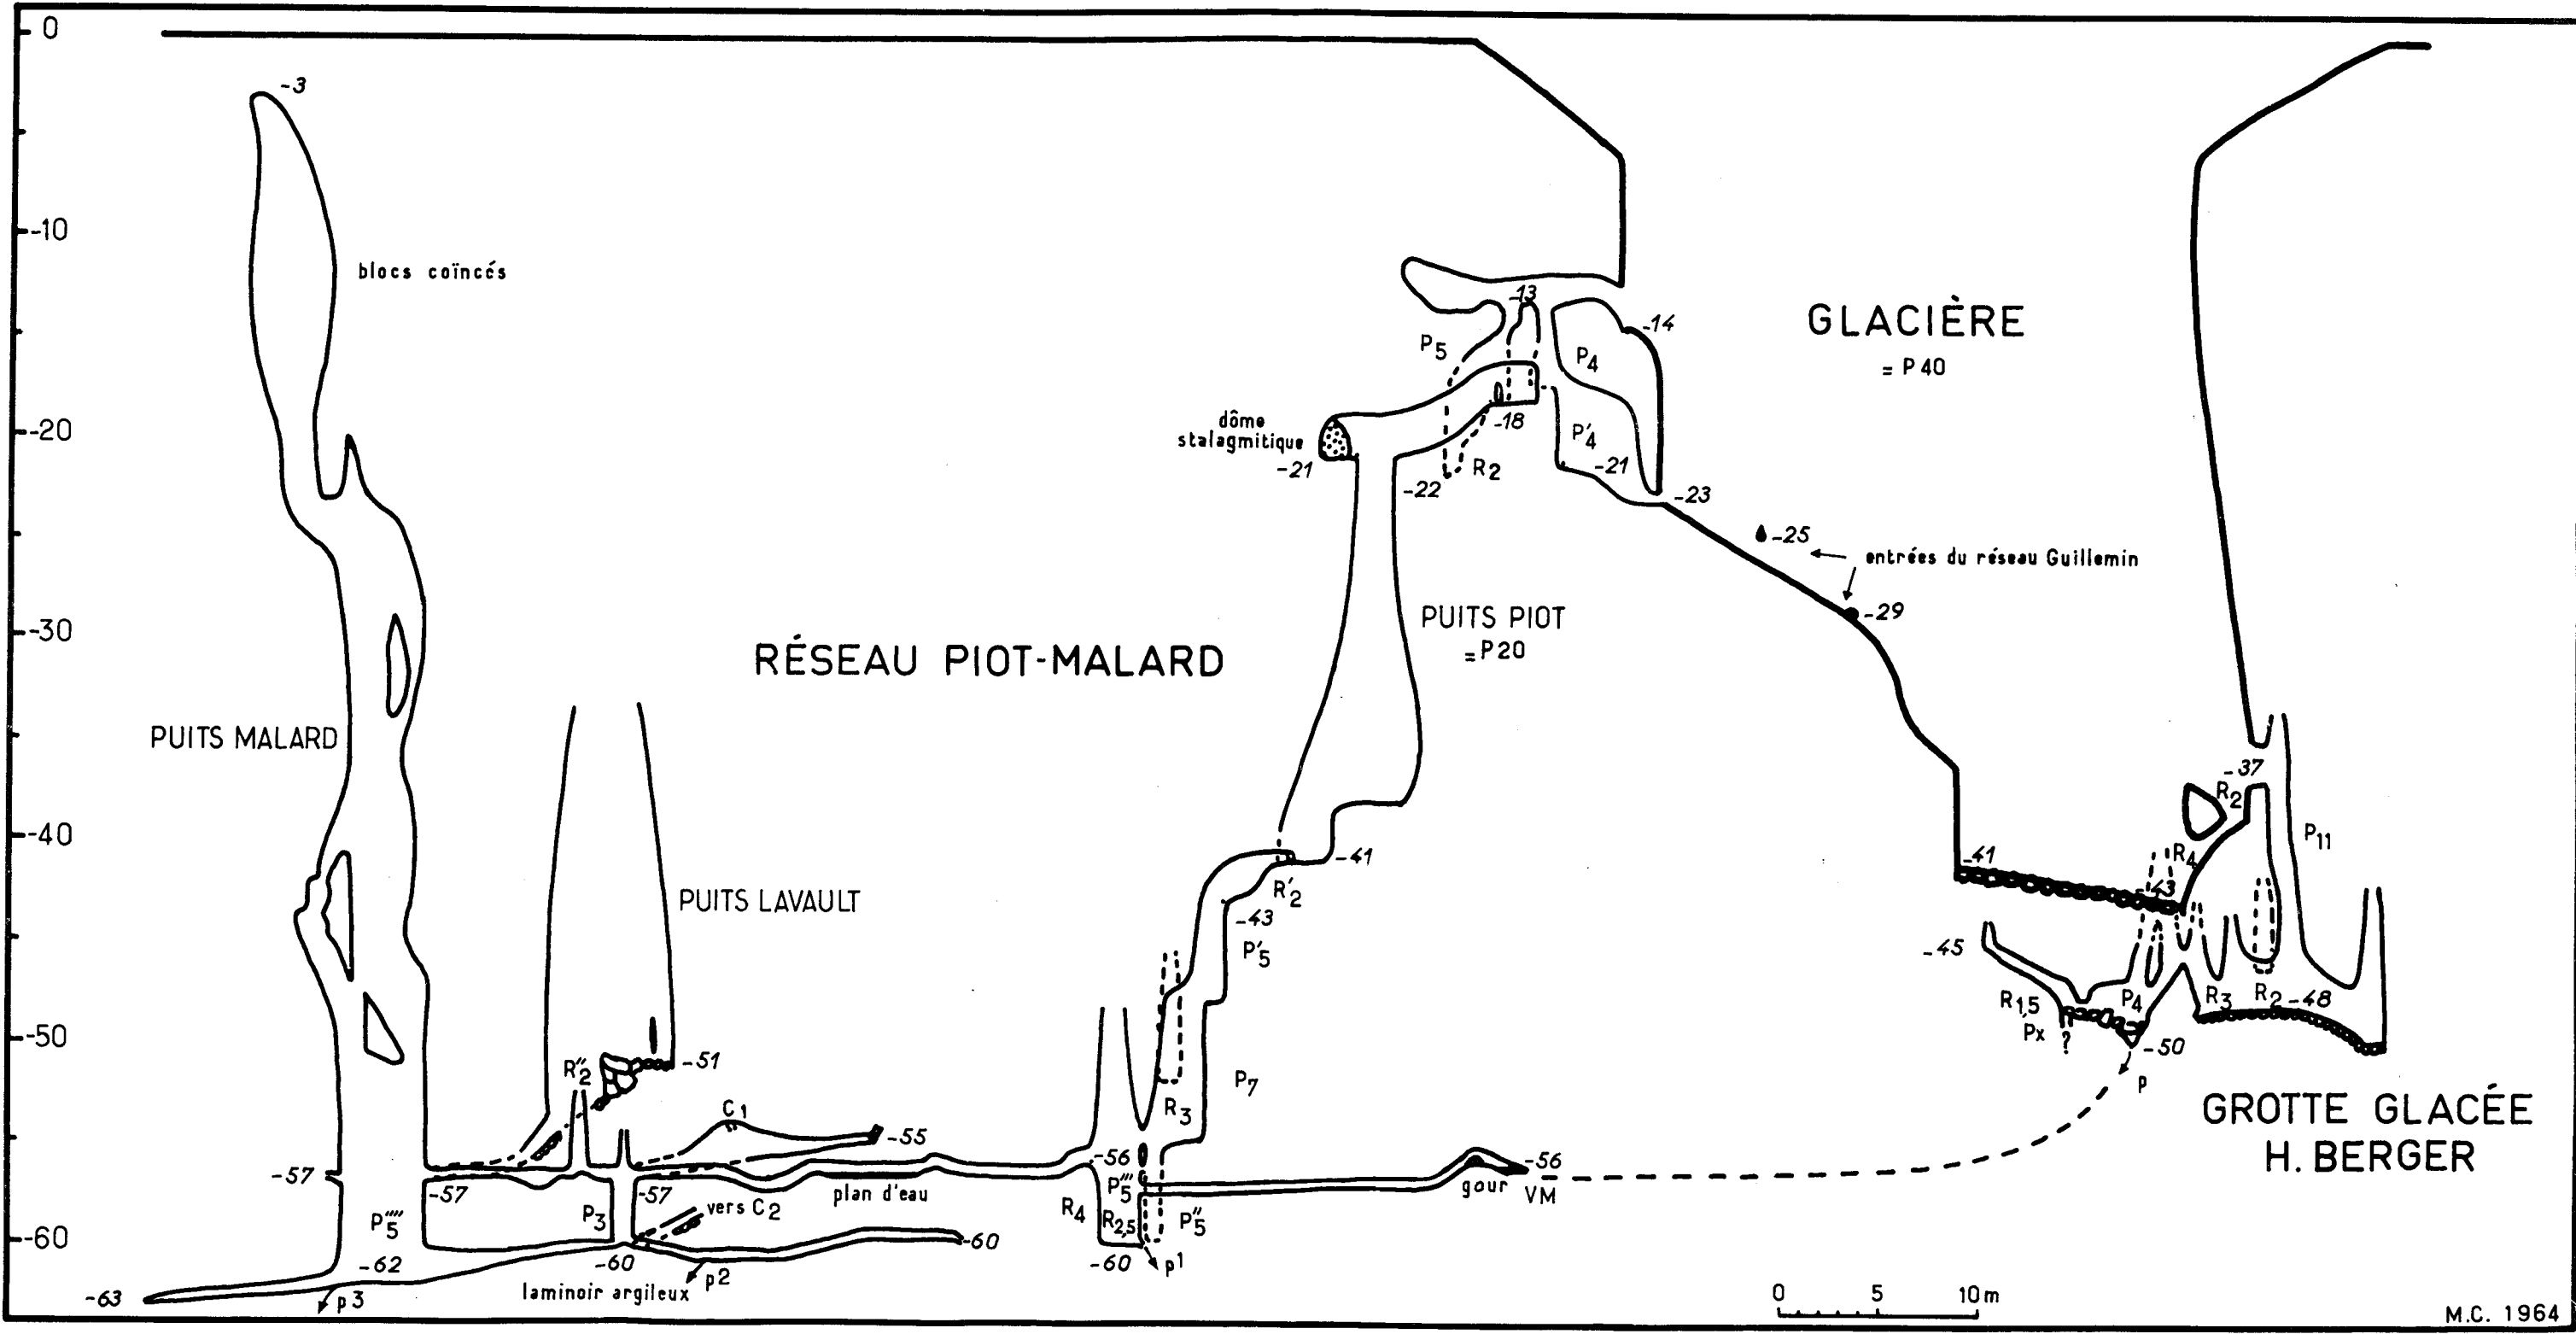 0
-10
-20
-30
-40
-50
-60
-3
blocs coïncés
PUITS MALARD
-57
P5''''
-57
-62
-63
p3
RÉSEAU PIOT-MALARD
PUITS LAVAULT
R''2
-51
C1
-55
P3
-57
vers C2
plan d'eau
-60
-60
p2
laminoir argileux
dôme
stalagmitique
-21
P5
-13
-18
R2
-22
P4
P'4
-14
-21
-23
PUITS PIOT
= P20
-41
R'2
-43
P'5
P7
R3
-56
P'''5
R4
R2,5
P''5
-60
p1
gour
-56
VM
GLACIÈRE
= P40
-25
entrées du réseau Guillemin
-29
-41
-43
-37
R2
R4
P11
-45
R1,5
Px
?
P4
R3
R2
-48
-50
P
GROTTE GLACÉE
H. BERGER
0 5 10m
M.C. 1964